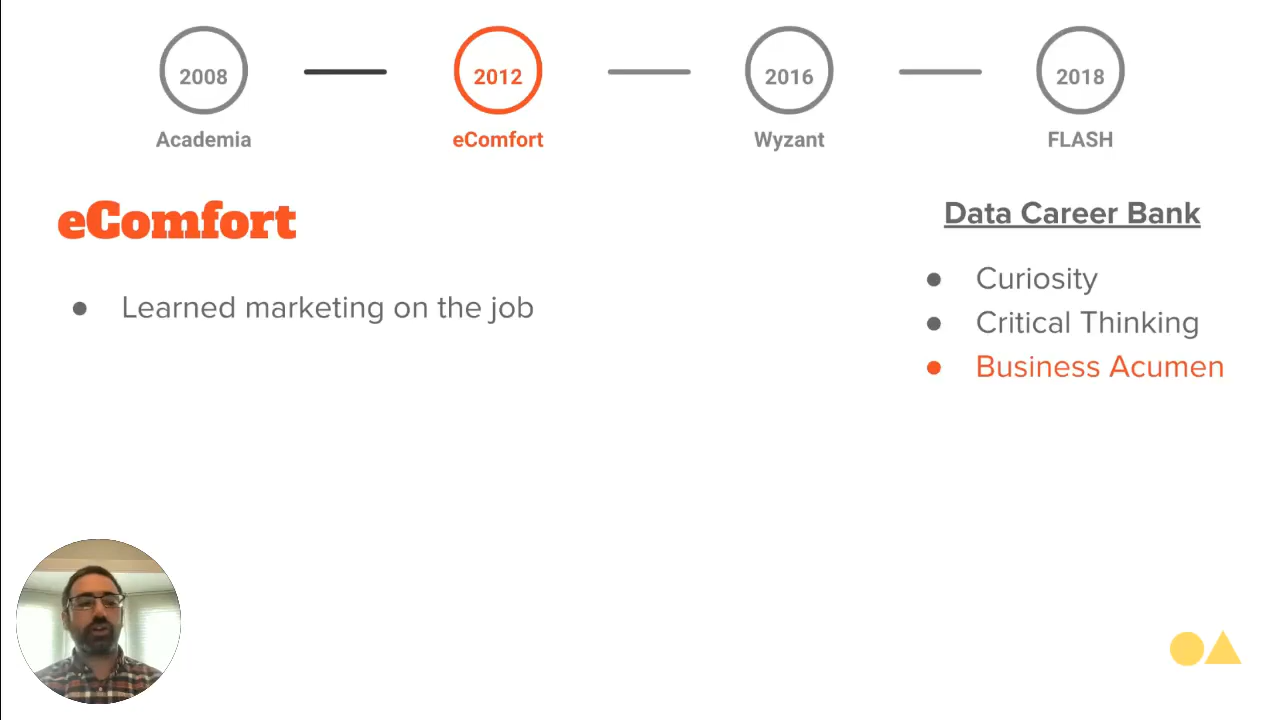 2008
2012
2016
2018
Academia
eComfort
Wyzant
FLASH
eComfort
Learned marketing on the job
Data Career Bank
Curiosity
Critical Thinking
Business Acumen